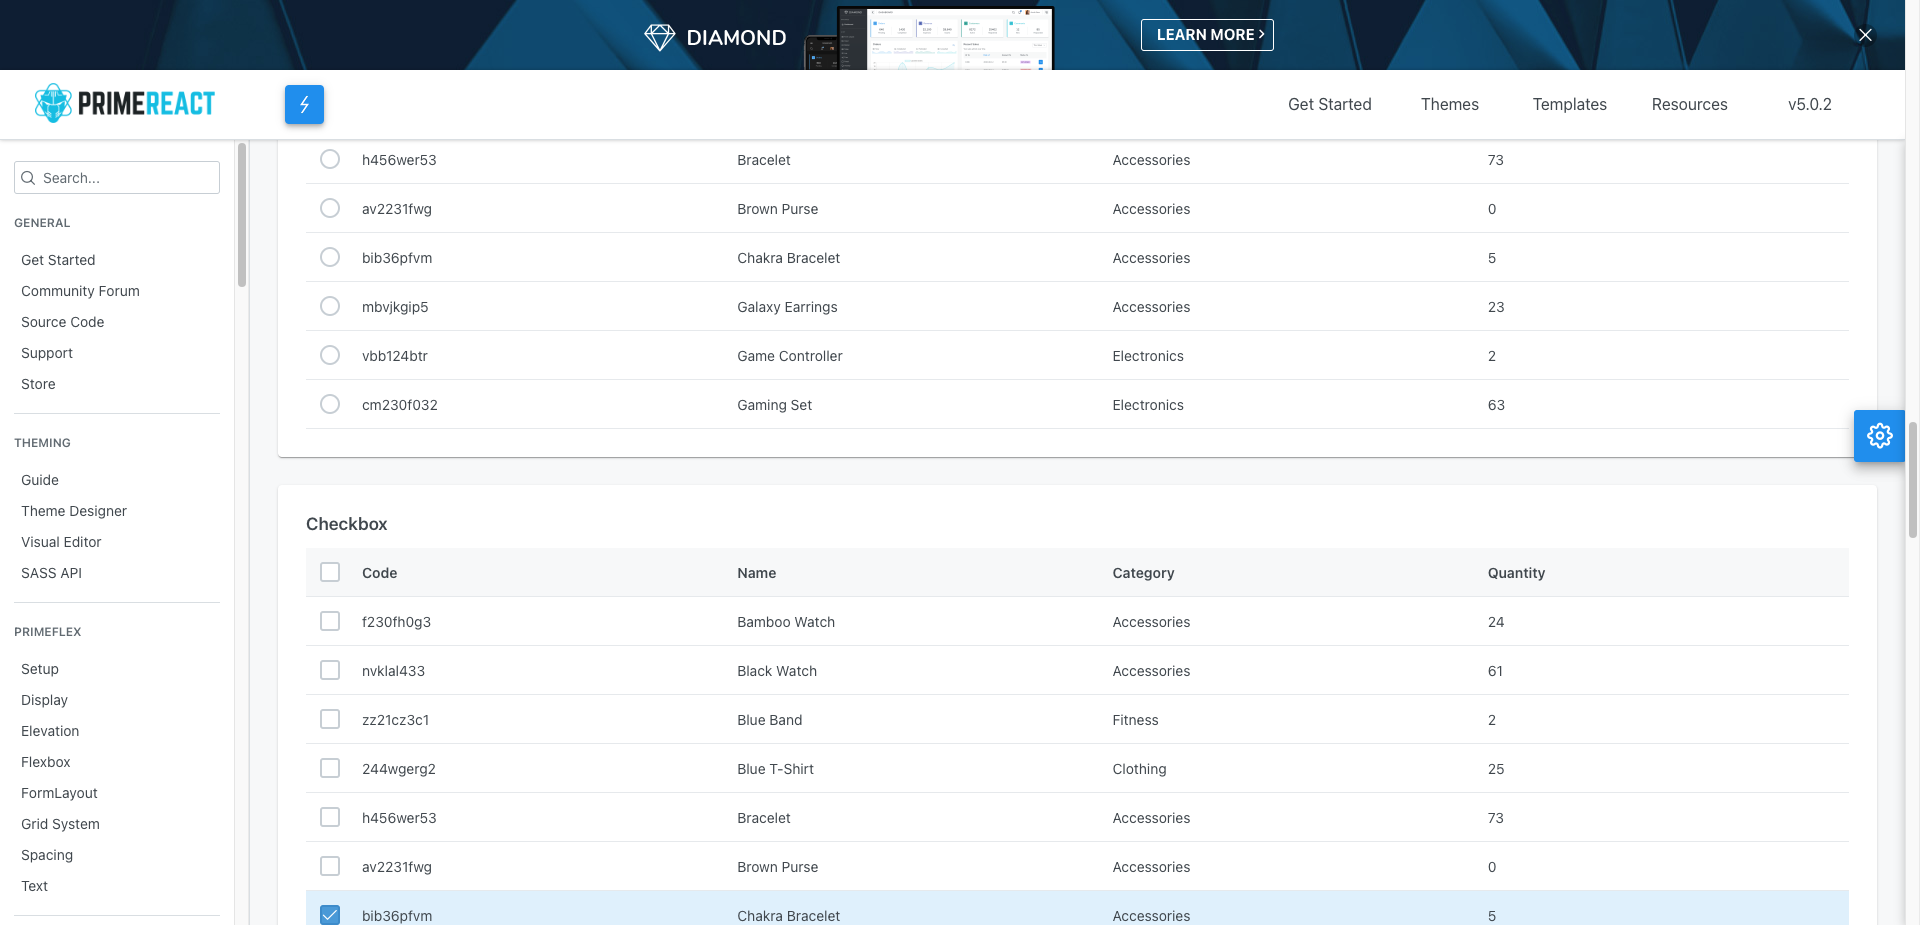 DIAMOND
LEARN MORE
PRIMEREACT
Get Started Themes Templates Resources v5.0.2
Search...
GENERAL
Get Started
Community Forum
Source Code
Support
Store
THEMING
Guide
Theme Designer
Visual Editor
SASS API
PRIMEFLEX
Setup
Display
Elevation
Flexbox
FormLayout
Grid System
Spacing
Text
h456wer53 Bracelet Accessories 73
av2231fwg Brown Purse Accessories 0
bib36pfvm Chakra Bracelet Accessories 5
mbvjkgip5 Galaxy Earrings Accessories 23
vbb124btr Game Controller Electronics 2
cm230f032 Gaming Set Electronics 63
Checkbox
Code Name Category Quantity
f230fh0g3 Bamboo Watch Accessories 24
nvklal433 Black Watch Accessories 61
zz21cz3c1 Blue Band Fitness 2
244wgerg2 Blue T-Shirt Clothing 25
h456wer53 Bracelet Accessories 73
av2231fwg Brown Purse Accessories 0
bib36pfvm Chakra Bracelet Accessories 5